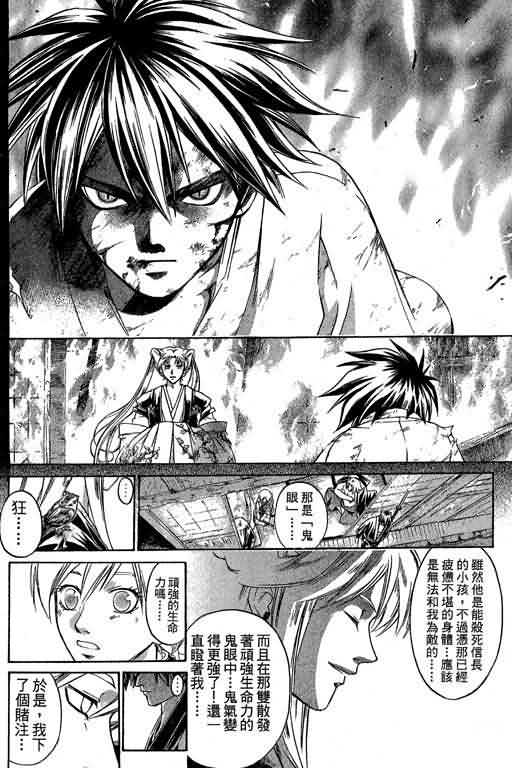 雖然他是能殺死信長
的小孩，不過憑那已經
疲憊不堪的身體…應該
是無法和我為敵的……
那是「鬼
眼」……
…
狂……
而且在那雙散發
著頑強生命力的
鬼眼中…鬼氣變
得更強了！還一
直證著我……
頑強的生命
力嗎……
…
於是，我下
了個賭注…